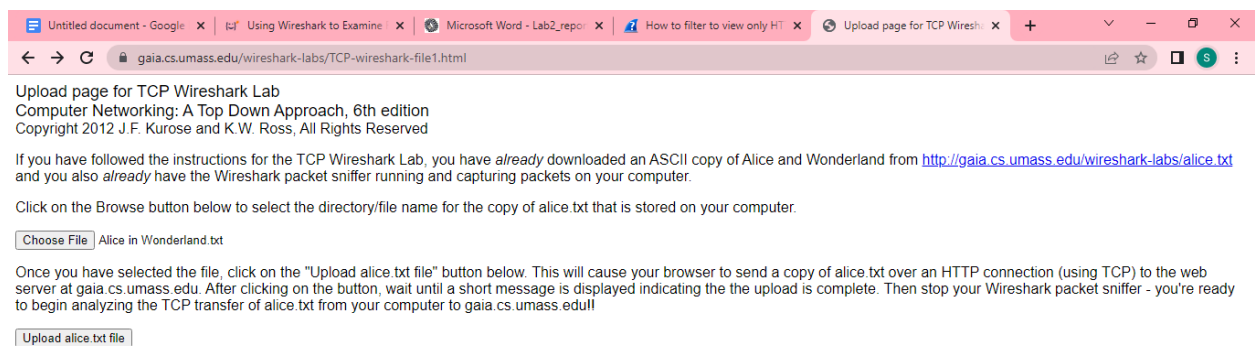 Untitled document - Google
Using Wireshark to Examine
Microsoft Word - Lab2_repor
How to filter to view only HT
Upload page for TCP Wiresh
gaia.cs.umass.edu/wireshark-labs/TCP-wireshark-file1.html
S
Upload page for TCP Wireshark Lab
Computer Networking: A Top Down Approach, 6th edition
Copyright 2012 J.F. Kurose and K.W. Ross, All Rights Reserved
If you have followed the instructions for the TCP Wireshark Lab, you have already downloaded an ASCII copy of Alice and Wonderland from http://gaia.cs.umass.edu/wireshark-labs/alice.txt
and you also already have the Wireshark packet sniffer running and capturing packets on your computer.
Click on the Browse button below to select the directory/file name for the copy of alice.txt that is stored on your computer.
Choose File Alice in Wonderland.txt
Once you have selected the file, click on the "Upload alice.txt file" button below. This will cause your browser to send a copy of alice.txt over an HTTP connection (using TCP) to the web
server at gaia.cs.umass.edu. After clicking on the button, wait until a short message is displayed indicating the the upload is complete. Then stop your Wireshark packet sniffer - you're ready
to begin analyzing the TCP transfer of alice.txt from your computer to gaia.cs.umass.edu!!
Upload alice.txt file